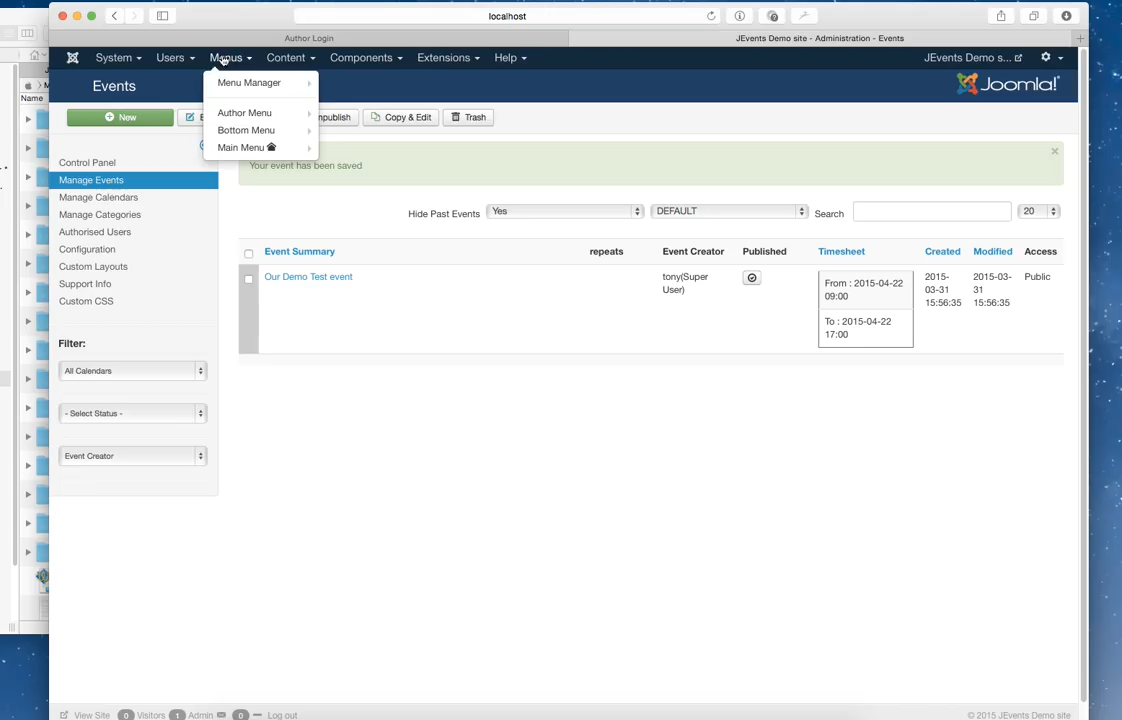 localhost
Author Login
JEvents Demo site - Administration - Events
System
Users
Menus
Content
Components
Extensions
Help
JEvents Demo s...
Events
Joomla!
Menu Manager
Author Menu
Bottom Menu
Main Menu
New
Copy & Edit
Trash
Name
Your event has been saved
Control Panel
Manage Events
Manage Calendars
Manage Categories
Authorised Users
Configuration
Custom Layouts
Support Info
Custom CSS
Hide Past Events Yes DEFAULT Search 20
Event Summary repeats Event Creator Published Timesheet Created Modified Access
Our Demo Test event
tony(Super
User)
From : 2015-04-22
09:00
To : 2015-04-22
17:00
2015-
03-31
15:56:35
2015-03-
31
15:56:35
Public
Filter:
All Calendars
- Select Status -
Event Creator
View Site 0 Visitors 1 Admin 0 Log out
© 2015 JEvents Demo site